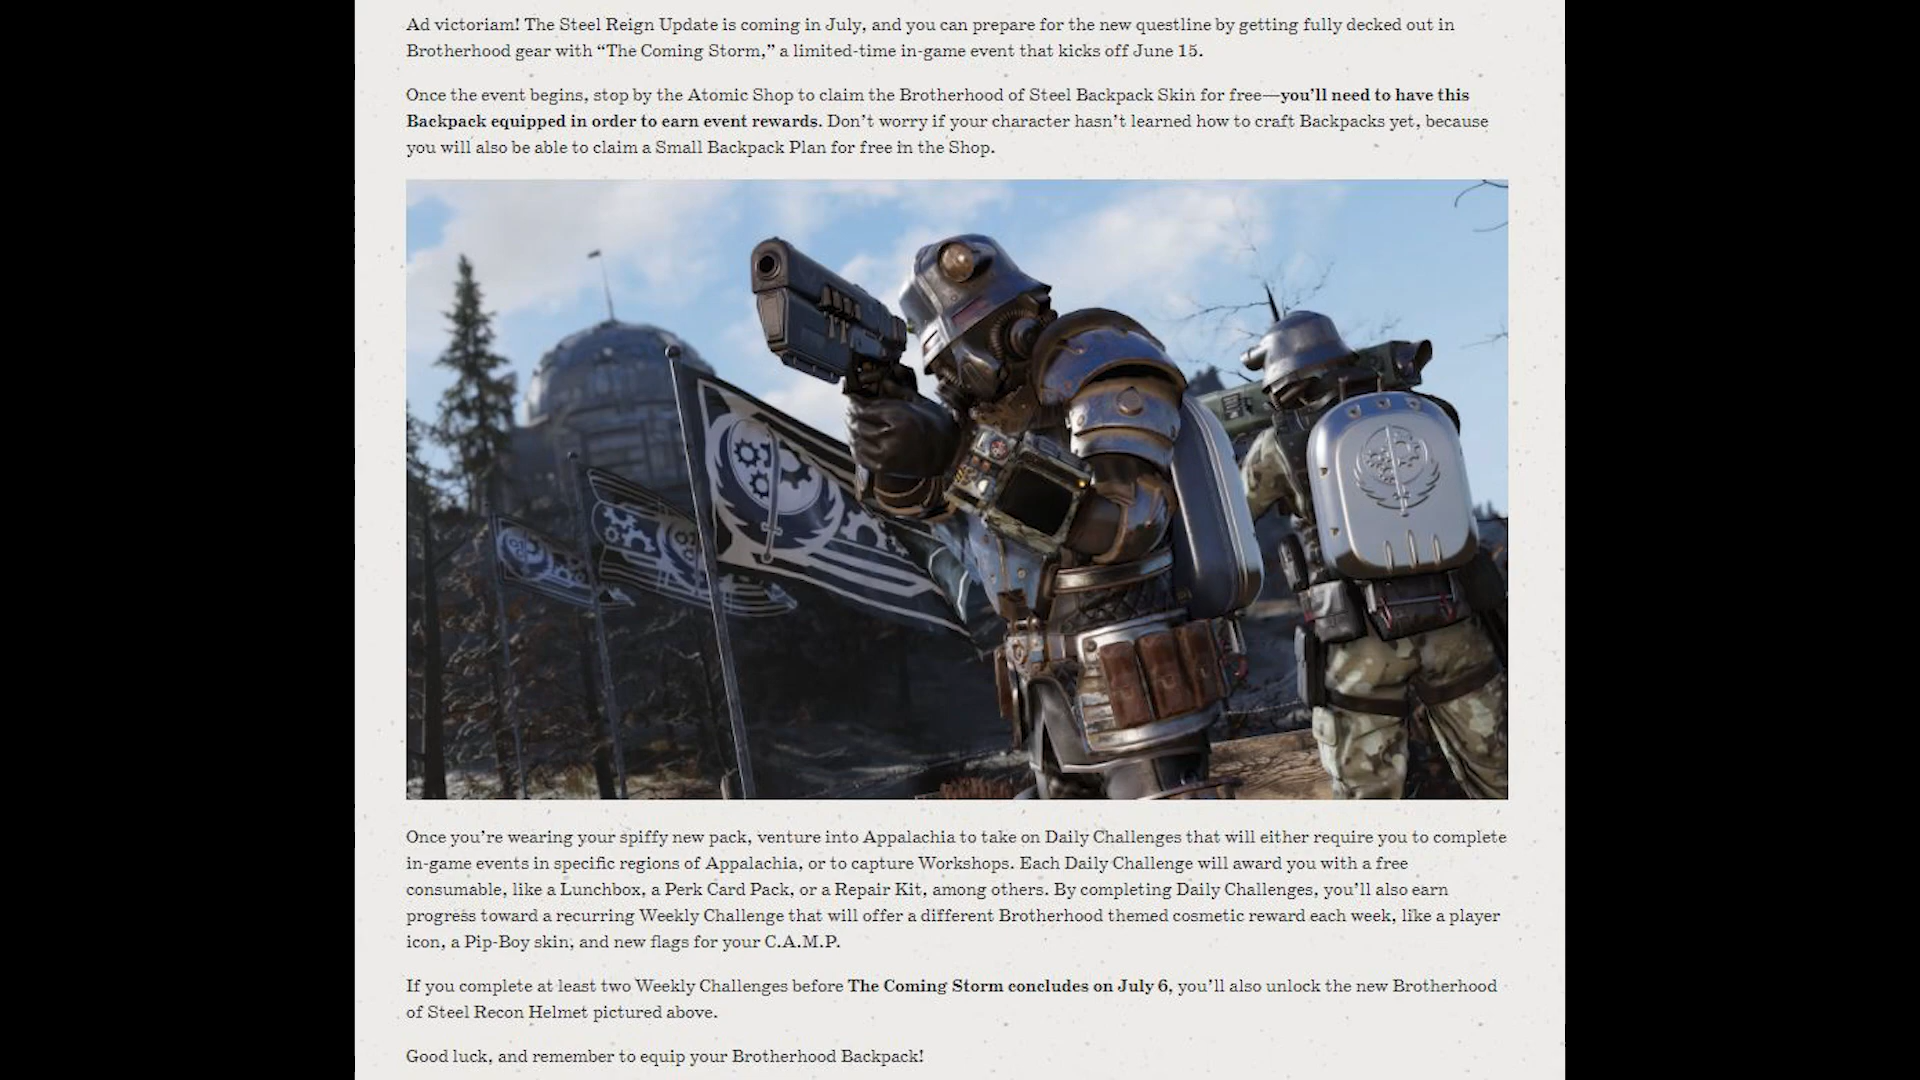 Ad victoriam! The Steel Reign Update is coming in July, and you can prepare for the new questline by getting fully decked out in
Brotherhood gear with “The Coming Storm,” a limited-time in-game event that kicks off June 15.
Once the event begins, stop by the Atomic Shop to claim the Brotherhood of Steel Backpack Skin for free—you’ll need to have this
Backpack equipped in order to earn event rewards. Don’t worry if your character hasn’t learned how to craft Backpacks yet, because
you will also be able to claim a Small Backpack Plan for free in the Shop.
Once you’re wearing your spiffy new pack, venture into Appalachia to take on Daily Challenges that will either require you to complete
in-game events in specific regions of Appalachia, or to capture Workshops. Each Daily Challenge will award you with a free
consumable, like a Lunchbox, a Perk Card Pack, or a Repair Kit, among others. By completing Daily Challenges, you’ll also earn
progress toward a recurring Weekly Challenge that will offer a different Brotherhood themed cosmetic reward each week, like a player
icon, a Pip-Boy skin, and new flags for your C.A.M.P.
If you complete at least two Weekly Challenges before The Coming Storm concludes on July 6, you’ll also unlock the new Brotherhood
of Steel Recon Helmet pictured above.
Good luck, and remember to equip your Brotherhood Backpack!